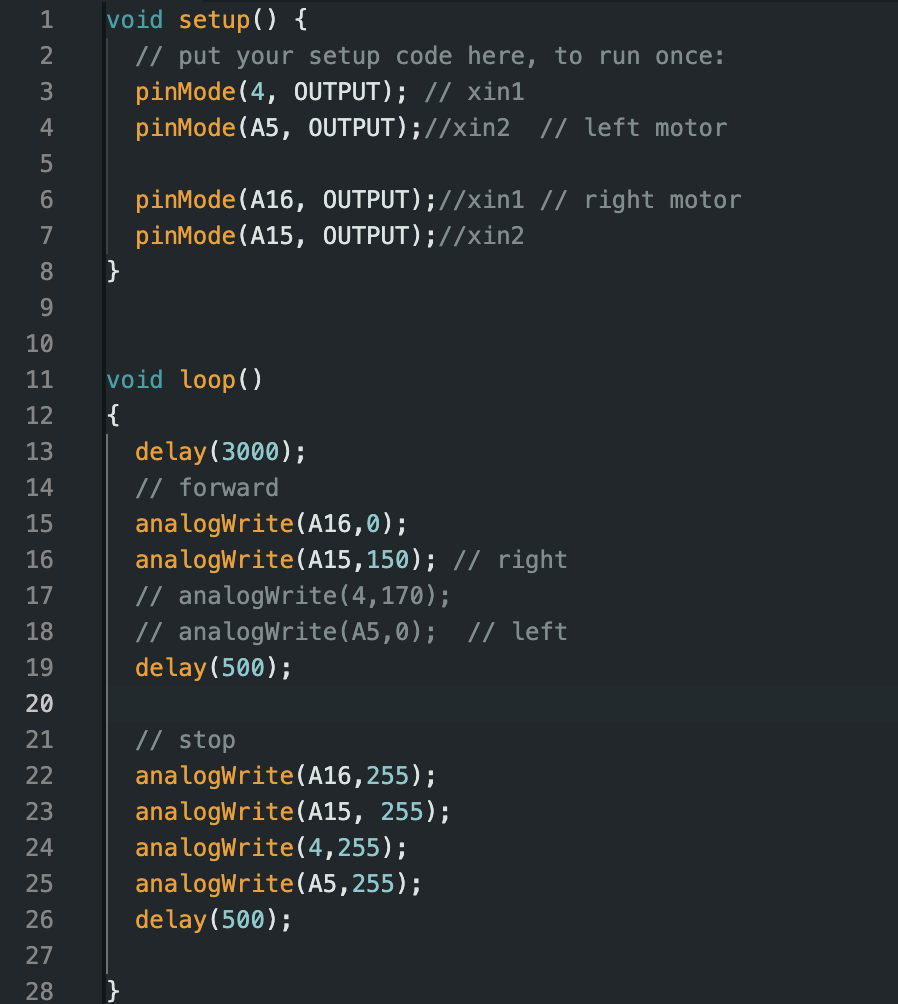 1 void setup() {
2 // put your setup code here, to run once:
3 pinMode(4, OUTPUT); // xin1
4 pinMode(A5, OUTPUT);//xin2  // left motor
5
6 pinMode(A16, OUTPUT);//xin1 // right motor
7 pinMode(A15, OUTPUT);//xin2
8 }
9
10
11 void loop()
12 {
13 delay(3000);
14 // forward
15 analogWrite(A16,0);
16 analogWrite(A15,150); // right
17 // analogWrite(4,170);
18 // analogWrite(A5,0);  // left
19 delay(500);
20
21 // stop
22 analogWrite(A16,255);
23 analogWrite(A15, 255);
24 analogWrite(4,255);
25 analogWrite(A5,255);
26 delay(500);
27
28 }